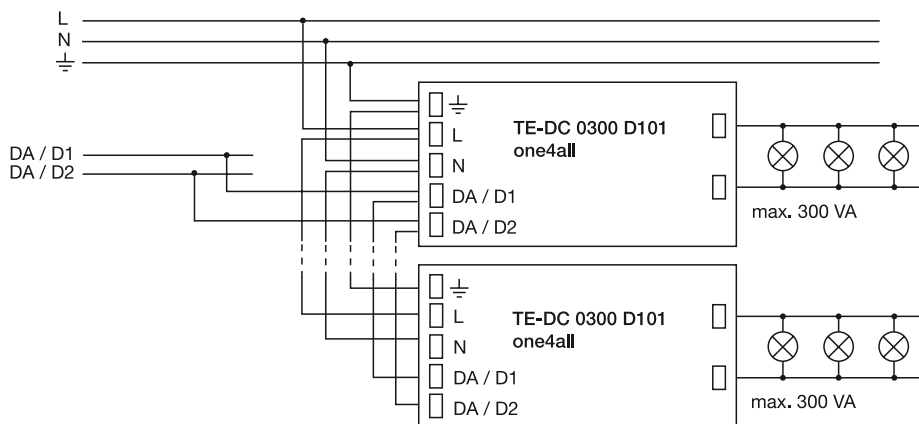 L
N
DA / D1
DA / D2
L
N
DA / D1
DA / D2
TE-DC 0300 D101
one4all
max. 300 VA
L
N
DA / D1
DA / D2
TE-DC 0300 D101
one4all
max. 300 VA